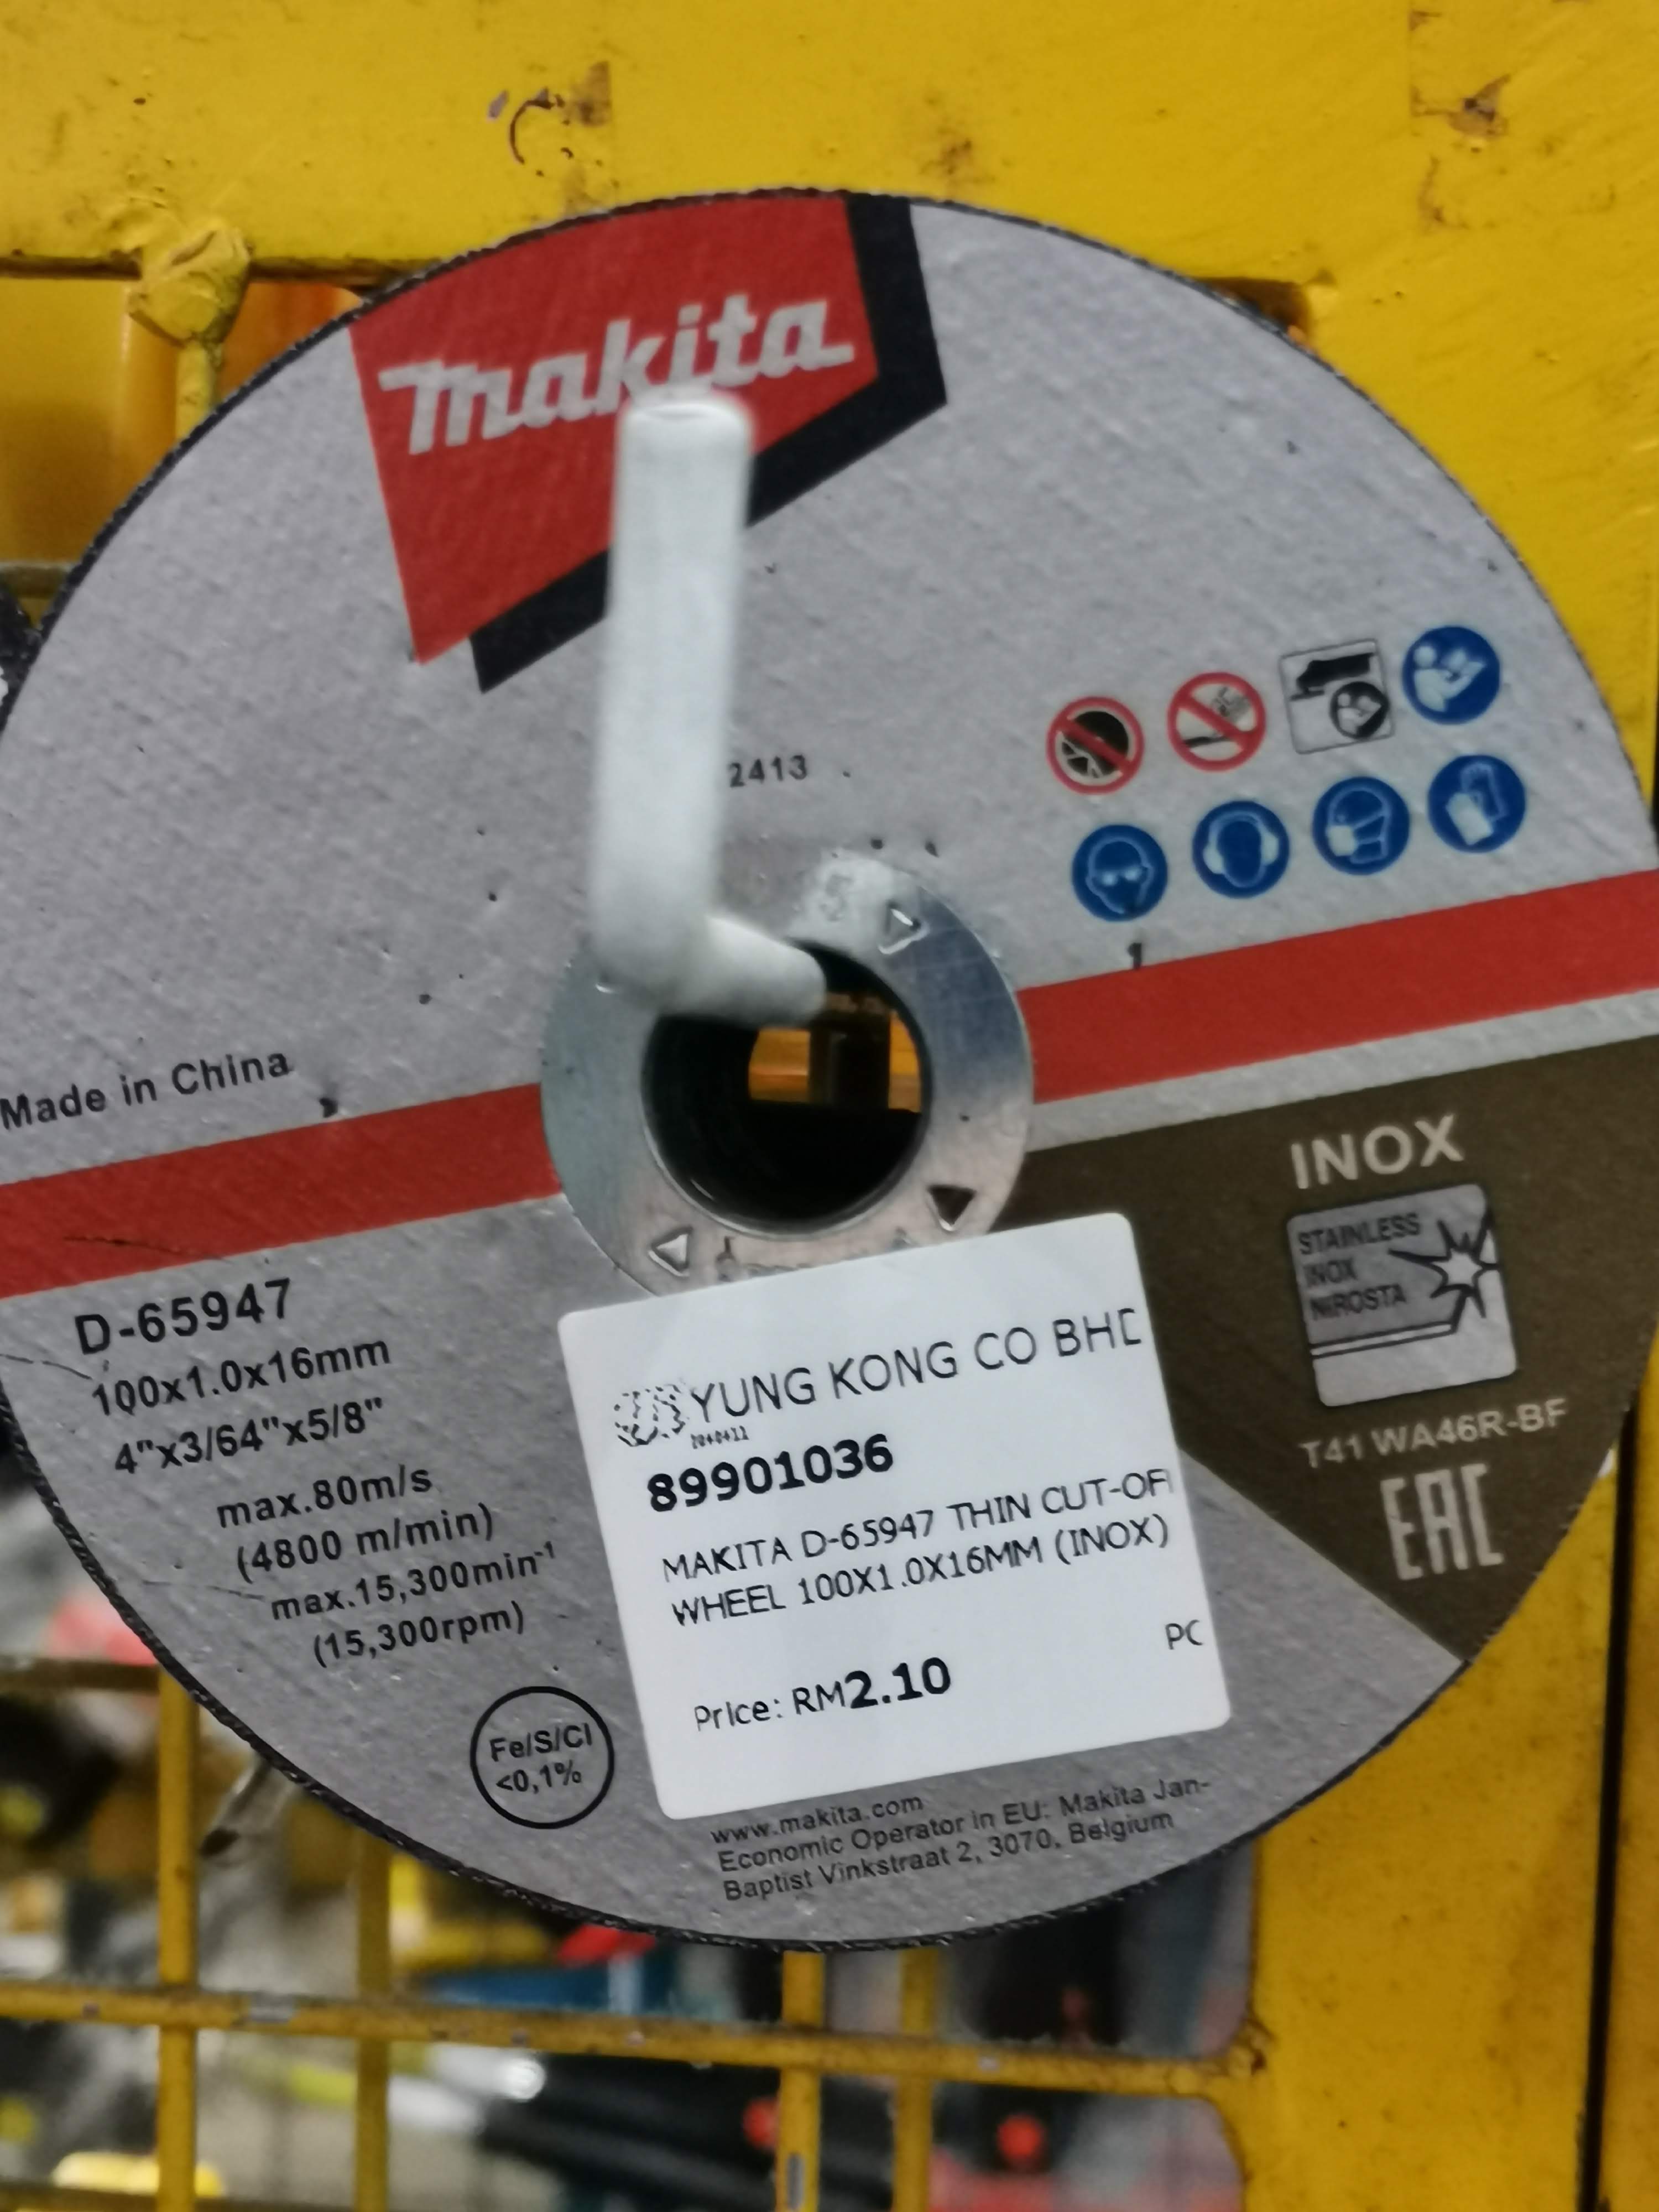 makita
2413
Made in China
D-65947
100x1.0x16mm
4"x3/64"x5/8"
max.80m/s
(4800 m/min)
max.15,300min⁻¹
(15,300rpm)
Fe/S/Cl
<0,1%
INOX
STAINLESS
INOX
NIROSTA
T41 WA46R-BF
EAC
YUNG KONG CO BHD
89901036
MAKITA D-65947 THIN CUT-OFF
WHEEL 100X1.0X16MM (INOX)
PC
Price: RM2.10
www.makita.com
Economic Operator in EU: Makita Jan-
Baptist Vinkstraat 2, 3070, Belgium